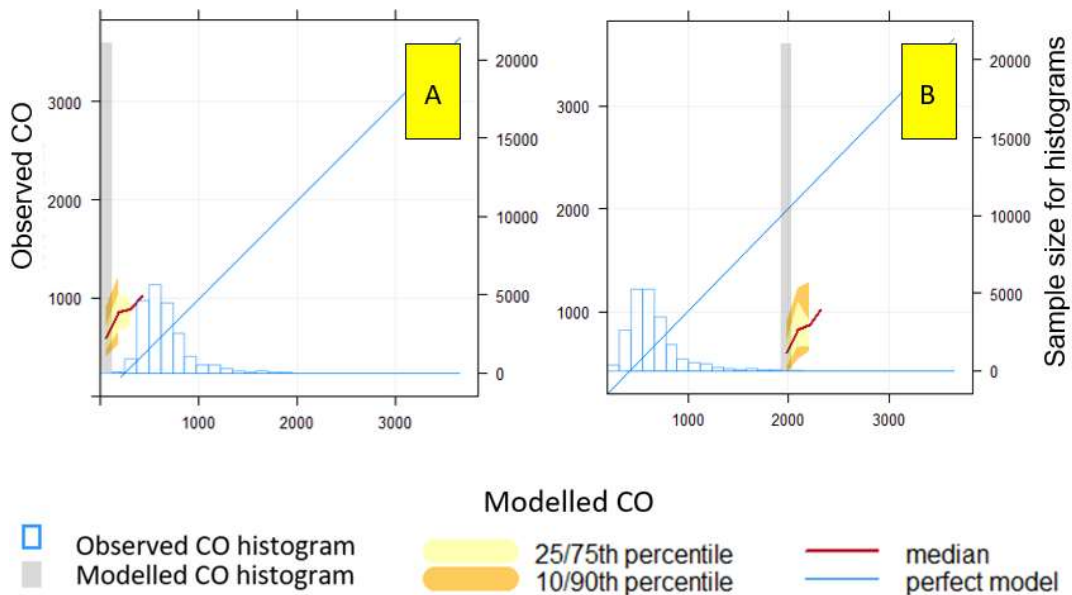 A
B
Observed CO
3000
2000
1000
1000
2000
3000
20000
15000
10000
5000
0
3000
2000
1000
1000
2000
3000
20000
15000
10000
5000
0
Sample size for histograms
Modelled CO
Observed CO histogram
Modelled CO histogram
25/75th percentile
10/90th percentile
median
perfect model